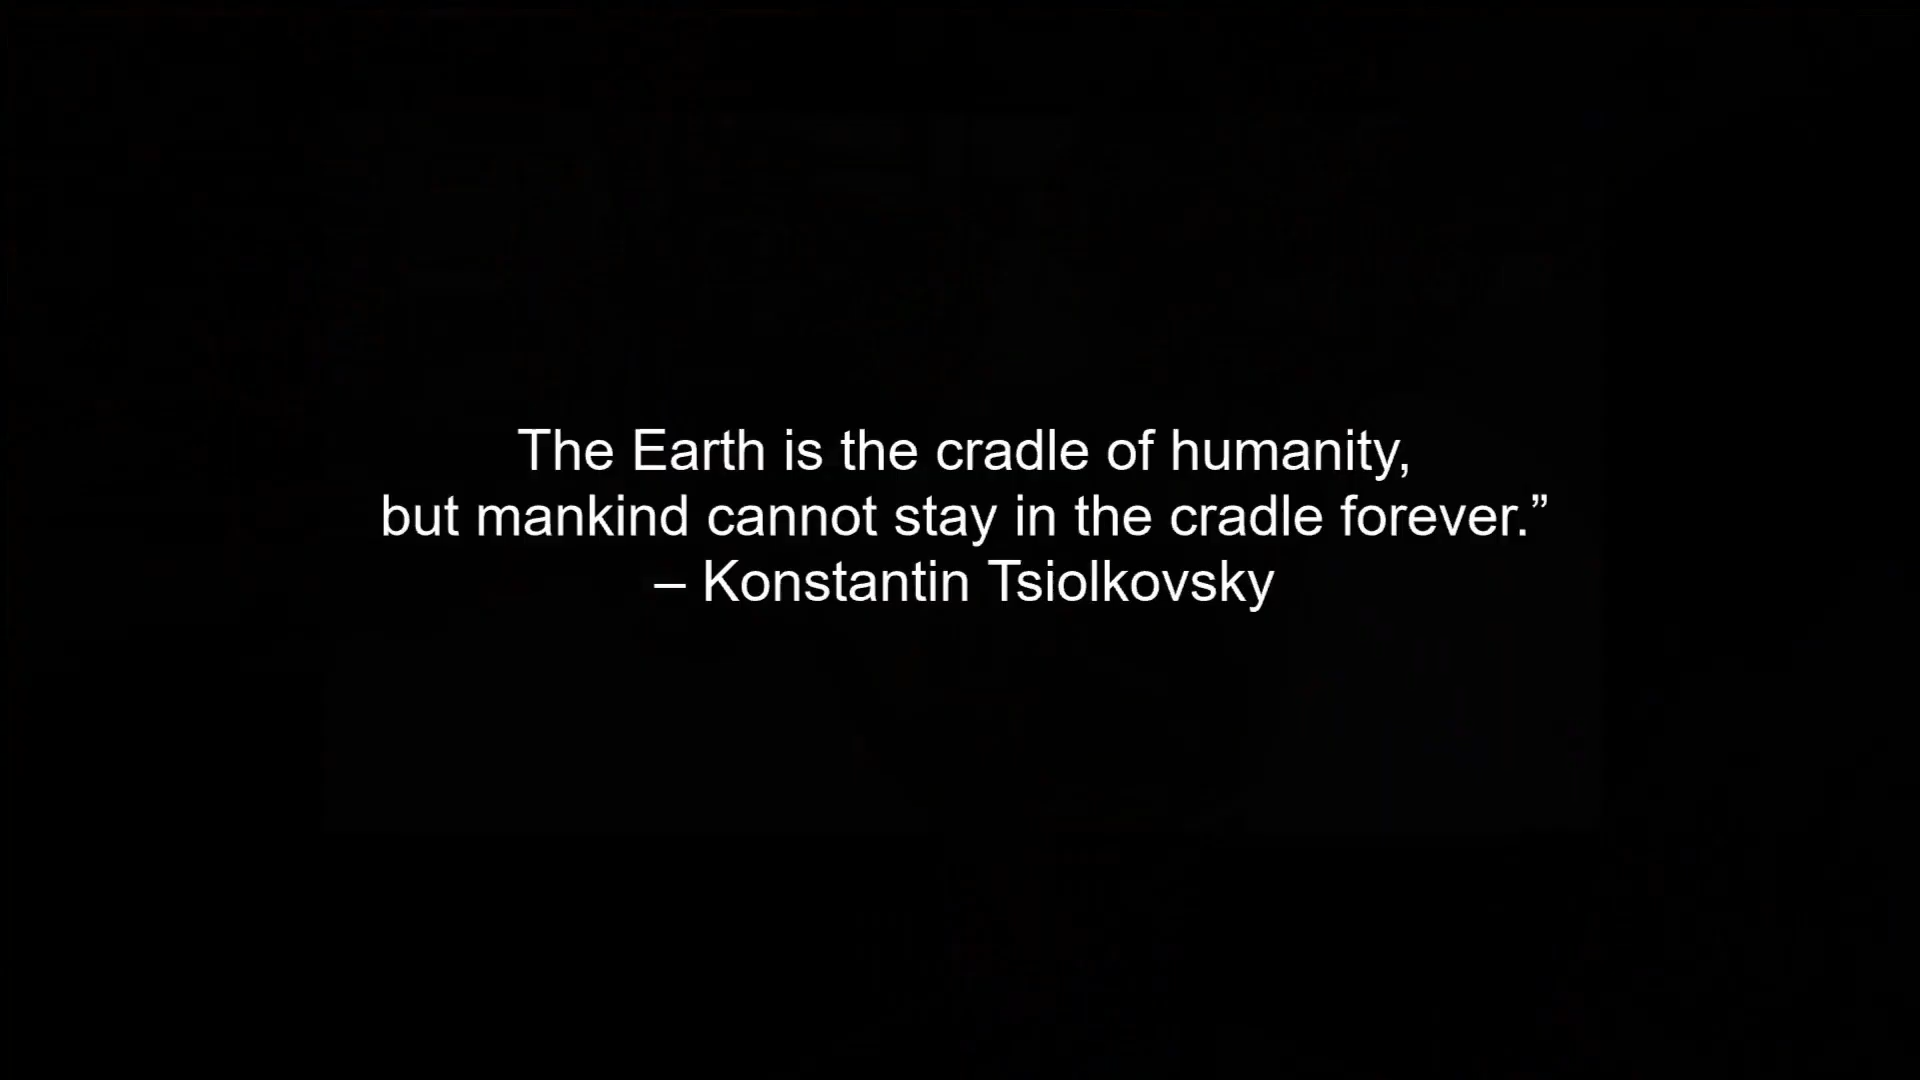 The Earth is the cradle of humanity,
but mankind cannot stay in the cradle forever.”
– Konstantin Tsiolkovsky